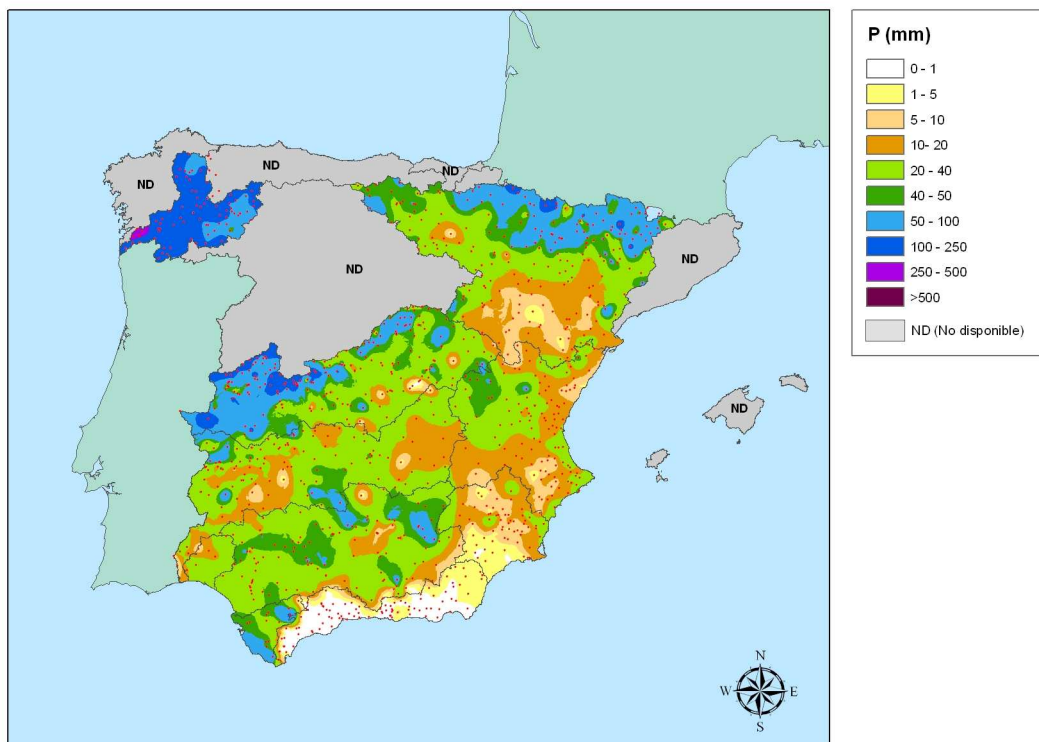 ND
ND
ND
ND
ND
ND
N
W
E
S
P (mm)
0 - 1
1 - 5
5 - 10
10- 20
20 - 40
40 - 50
50 - 100
100 - 250
250 - 500
>500
ND (No disponible)